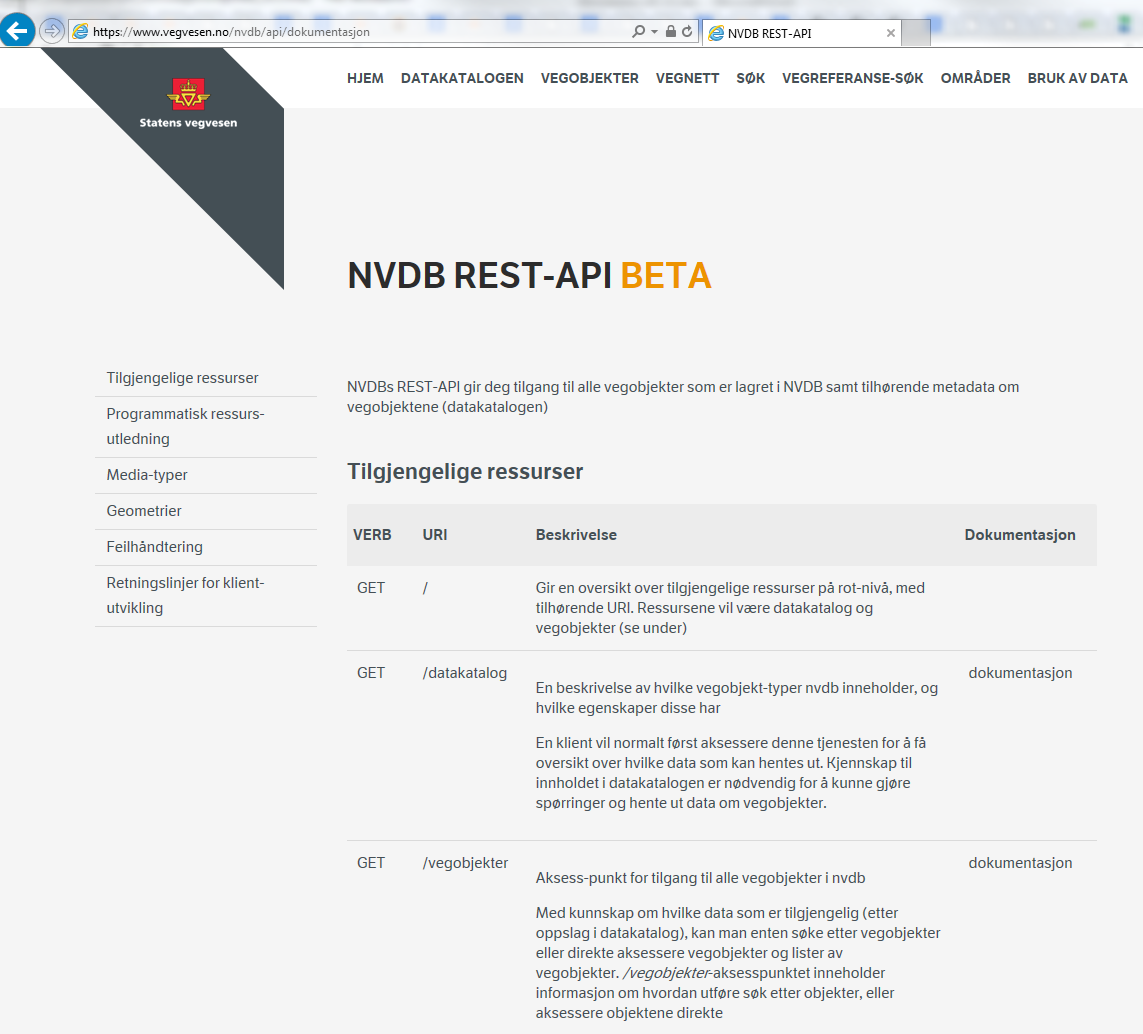 https://www.vegvesen.no/nvdb/api/dokumentasjon
NVDB REST-API
HJEM DATAKATALOGEN VEGOBJEKTER VEGNETT SØK VEGREFERANSE-SØK OMRÅDER BRUK AV DATA
Statens vegvesen
NVDB REST-API BETA
Tilgjengelige ressurser
Programmatisk ressurs-
utledning
Media-typer
Geometrier
Feilhåndtering
Retningslinjer for klient-
utvikling
NVDBs REST-API gir deg tilgang til alle vegobjekter som er lagret i NVDB samt tilhørende metadata om
vegobjektene (datakatalogen)
Tilgjengelige ressurser
VERB URI Beskrivelse Dokumentasjon
GET / Gir en oversikt over tilgjengelige ressurser på rot-nivå, med
tilhørende URI. Ressursene vil være datakatalog og
vegobjekter (se under)
GET /datakatalog dokumentasjon
En beskrivelse av hvilke vegobjekt-typer nvdb inneholder, og
hvilke egenskaper disse har
En klient vil normalt først aksessere denne tjenesten for å få
oversikt over hvilke data som kan hentes ut. Kjennskap til
innholdet i datakatalogen er nødvendig for å kunne gjøre
spørringer og hente ut data om vegobjekter.
GET /vegobjekter dokumentasjon
Aksess-punkt for tilgang til alle vegobjekter i nvdb
Med kunnskap om hvilke data som er tilgjengelig (etter
oppslag i datakatalog), kan man enten søke etter vegobjekter
eller direkte aksessere vegobjekter og lister av
vegobjekter. /vegobjekter-aksesspunktet inneholder
informasjon om hvordan utføre søk etter objekter, eller
aksessere objektene direkte